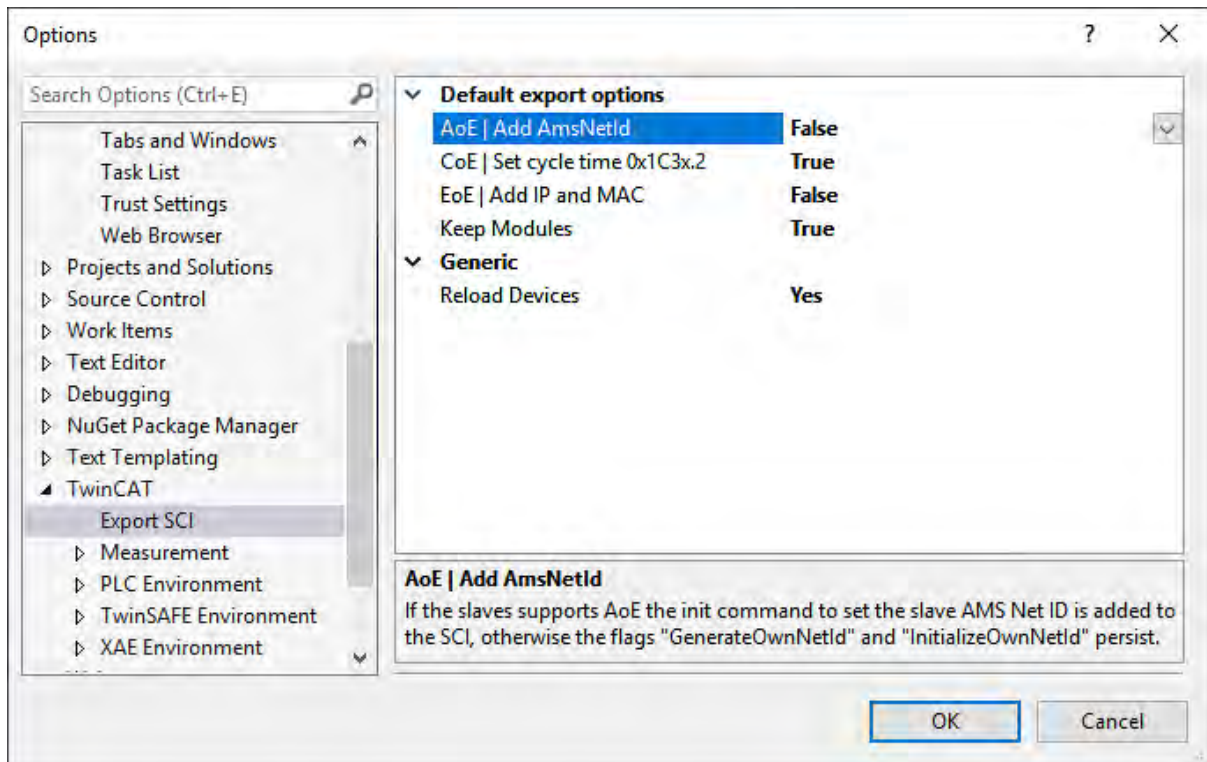 Options
?
Search Options (Ctrl+E)
Tabs and Windows
Task List
Trust Settings
Web Browser
Projects and Solutions
Source Control
Work Items
Text Editor
Debugging
NuGet Package Manager
Text Templating
TwinCAT
Export SCI
Measurement
PLC Environment
TwinSAFE Environment
XAE Environment
Default export options
AoE | Add AmsNetId False
CoE | Set cycle time 0x1C3x.2 True
EoE | Add IP and MAC False
Keep Modules True
Generic
Reload Devices Yes
AoE | Add AmsNetId
If the slaves supports AoE the init command to set the slave AMS Net ID is added to
the SCI, otherwise the flags "GenerateOwnNetId" and "InitializeOwnNetId" persist.
OK Cancel